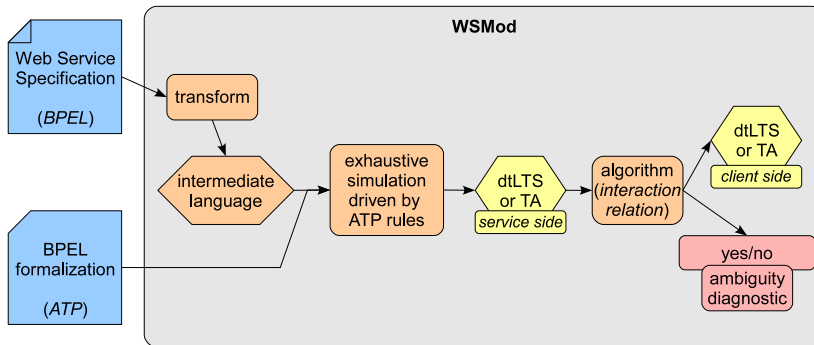 WSMod
Web Service
Specification
(BPEL)
transform
intermediate
language
BPEL
formalization
(ATP)
exhaustive
simulation
driven by
ATP rules
dtLTS
or TA
service side
algorithm
(interaction
relation)
dtLTS
or TA
client side
yes/no
ambiguity
diagnostic